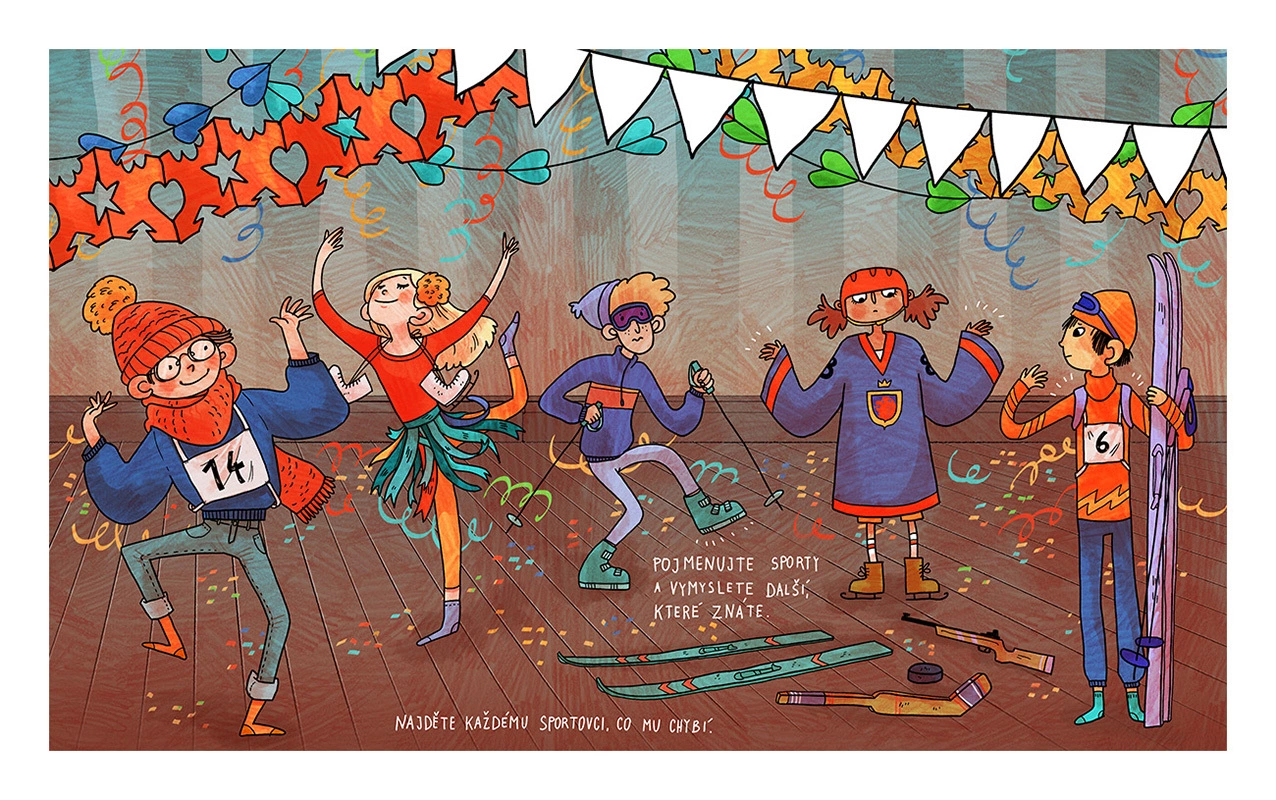 14
6
POJMENUJTE SPORTY
A VYMYSLETE DALŠÍ,
KTERÉ ZNÁTE.
NAJDĚTE KAŽDÉMU SPORTOVCI, CO MU CHYBÍ.